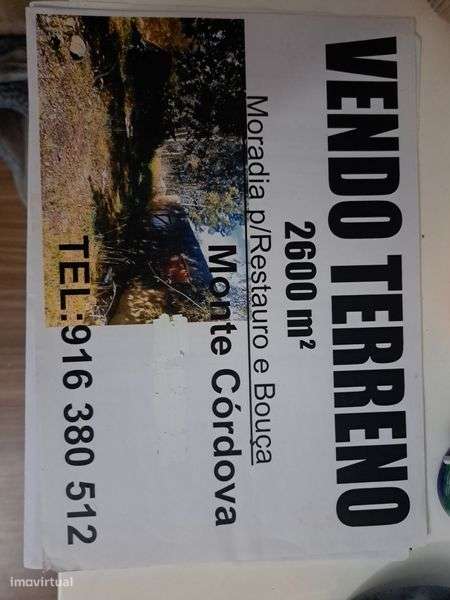 VENDO TERRENO
2600 m²
Moradia p/Restauro e Bouça
Monte Córdova
TEL.:916 380 512
imovirtual